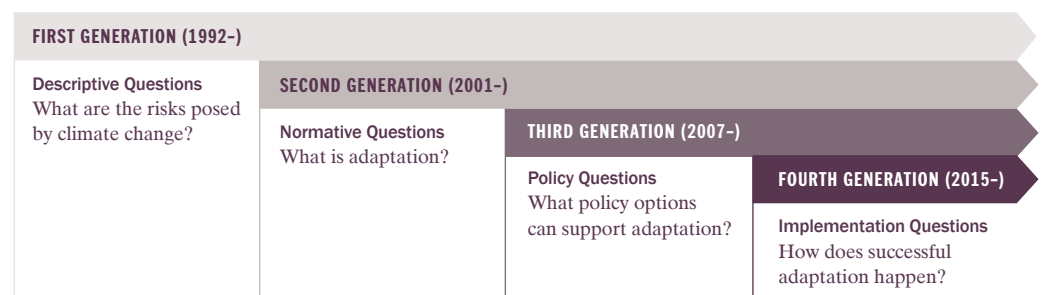 FIRST GENERATION (1992–)
Descriptive Questions
What are the risks posed
by climate change?
SECOND GENERATION (2001–)
Normative Questions
What is adaptation?
THIRD GENERATION (2007–)
Policy Questions
What policy options
can support adaptation?
FOURTH GENERATION (2015–)
Implementation Questions
How does successful
adaptation happen?